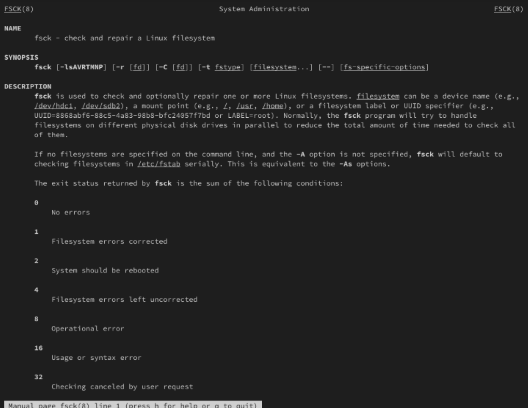 FSCK(8) System Administration FSCK(8)
NAME
fsck - check and repair a Linux filesystem
SYNOPSIS
fsck [-lsAVRTMNP] [-r [fd]] [-C [fd]] [-t fstype] [filesystem...] [--] [fs-specific-options]
DESCRIPTION
fsck is used to check and optionally repair one or more Linux filesystems. filesystem can be a device name (e.g.,
/dev/hdc1, /dev/sdb2), a mount point (e.g., /, /usr, /home), or a filesystem label or UUID specifier (e.g.,
UUID=8868abf6-88c5-4a83-98b8-bfc24057f7bd or LABEL=root). Normally, the fsck program will try to handle
filesystems on different physical disk drives in parallel to reduce the total amount of time needed to check all
of them.
If no filesystems are specified on the command line, and the -A option is not specified, fsck will default to
checking filesystems in /etc/fstab serially. This is equivalent to the -As options.
The exit status returned by fsck is the sum of the following conditions:
0
No errors
1
Filesystem errors corrected
2
System should be rebooted
4
Filesystem errors left uncorrected
8
Operational error
16
Usage or syntax error
32
Checking canceled by user request
Manual page fsck(8) line 1 (press h for help or q to quit)